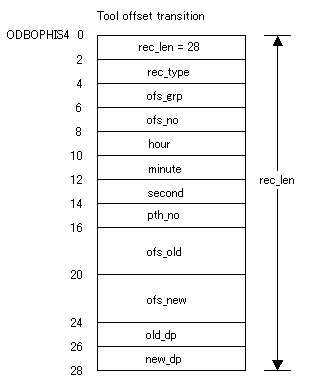 Tool offset transition
ODBOPHIS4 0
rec_len = 28
2
rec_type
4
ofs_grp
6
ofs_no
8
hour
10
minute
12
second
14
pth_no
16
ofs_old
20
ofs_new
24
old_dp
26
new_dp
28
rec_len